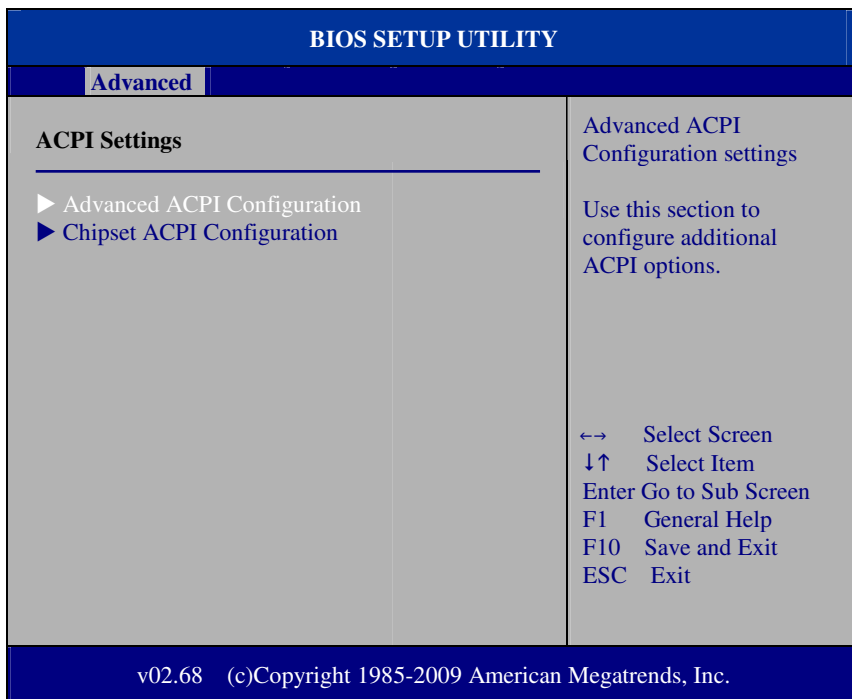 BIOS SETUP UTILITY
Advanced
ACPI Settings
▶ Advanced ACPI Configuration
▶ Chipset ACPI Configuration
Advanced ACPI
Configuration settings
Use this section to
configure additional
ACPI options.
←→ Select Screen
↓↑ Select Item
Enter Go to Sub Screen
F1 General Help
F10 Save and Exit
ESC Exit
v02.68 (c)Copyright 1985-2009 American Megatrends, Inc.